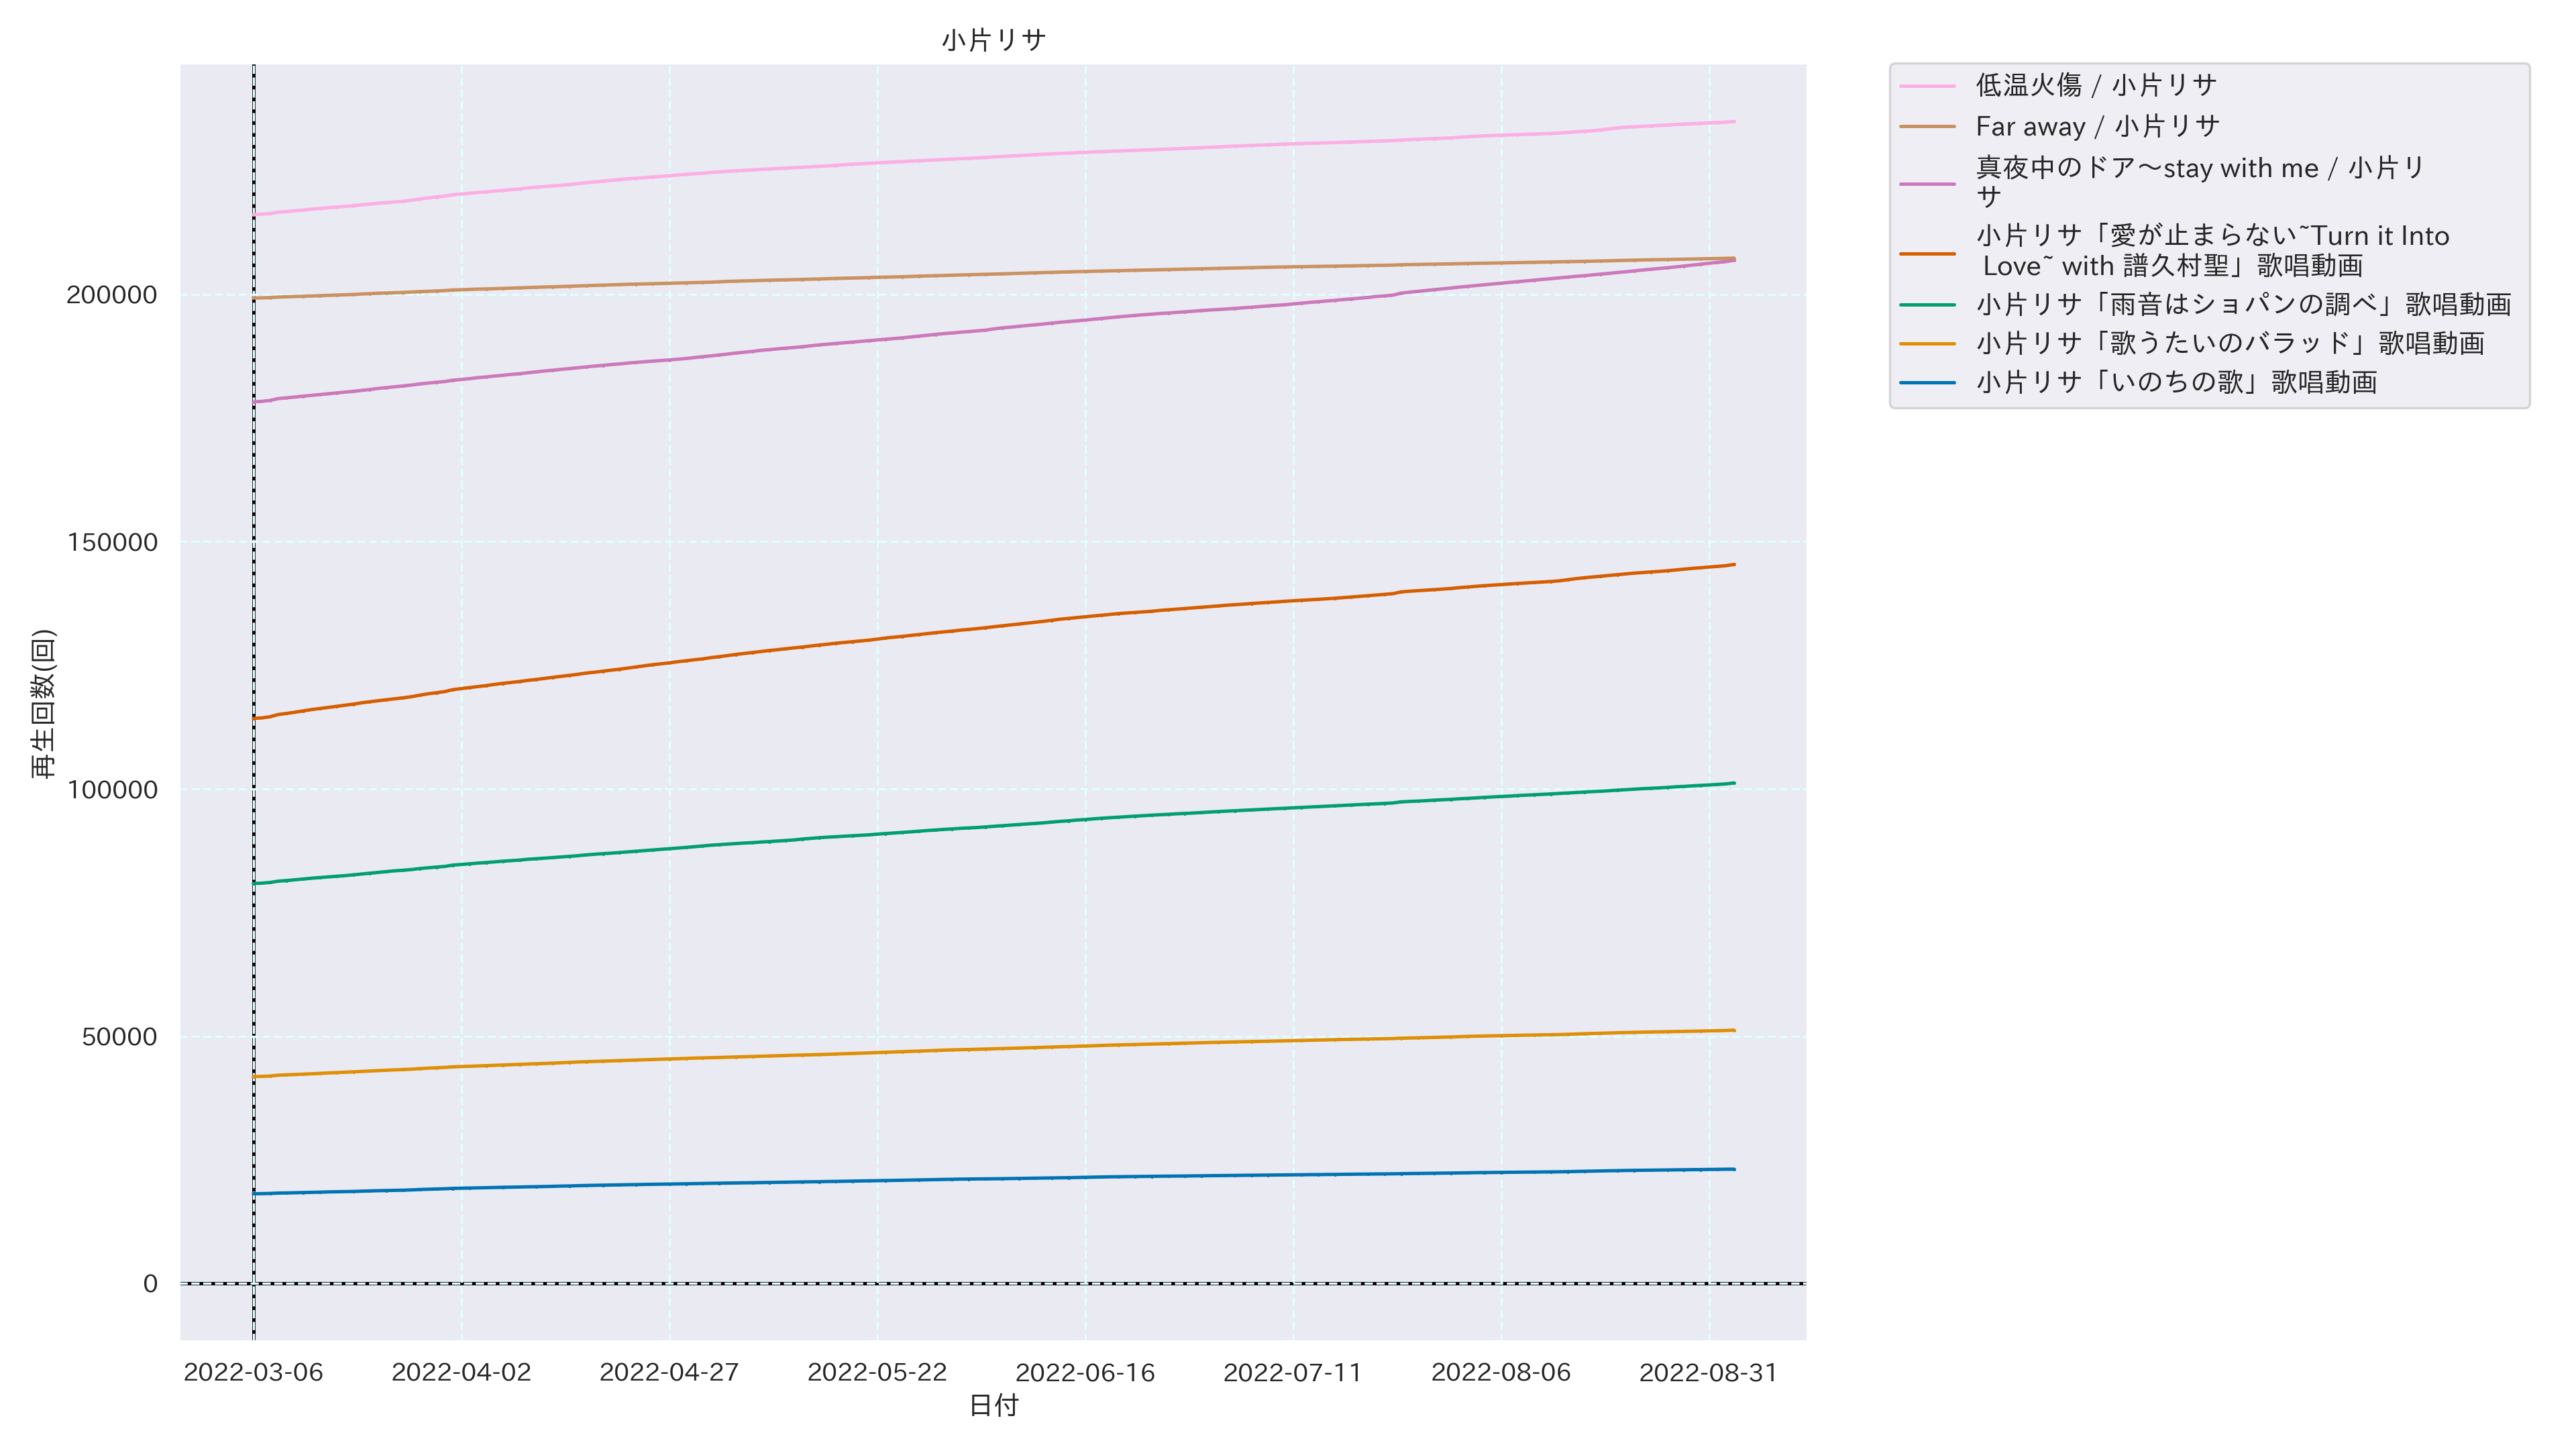 小片リサ
再生回数(回)
200000
150000
100000
50000
0
2022-03-06
2022-04-02
2022-04-27
2022-05-22
2022-06-16
2022-07-11
2022-08-06
2022-08-31
日付
低温火傷 / 小片リサ
Far away / 小片リサ
真夜中のドア〜stay with me / 小片リ
サ
小片リサ「愛が止まらない~Turn it Into
Love~ with 譜久村聖」歌唱動画
小片リサ「雨音はショパンの調べ」歌唱動画
小片リサ「歌うたいのバラッド」歌唱動画
小片リサ「いのちの歌」歌唱動画